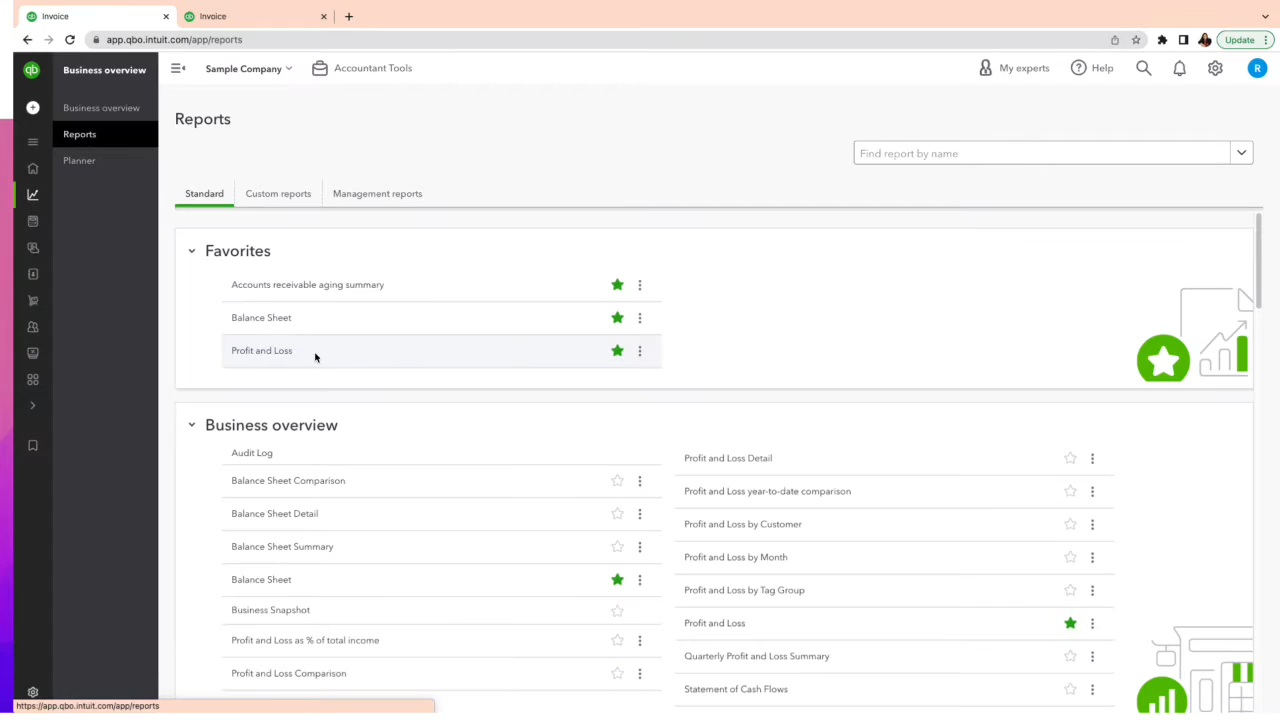 Invoice
Invoice
app.qbo.intuit.com/app/reports
Update
qb
Business overview
Sample Company
Accountant Tools
My experts
Help
R
Business overview
Reports
Planner
Reports
Find report by name
Standard
Custom reports
Management reports
Favorites
Accounts receivable aging summary
Balance Sheet
Profit and Loss
Business overview
Audit Log
Balance Sheet Comparison
Balance Sheet Detail
Balance Sheet Summary
Balance Sheet
Business Snapshot
Profit and Loss as % of total income
Profit and Loss Comparison
Profit and Loss Detail
Profit and Loss year-to-date comparison
Profit and Loss by Customer
Profit and Loss by Month
Profit and Loss by Tag Group
Profit and Loss
Quarterly Profit and Loss Summary
Statement of Cash Flows
https://app.qbo.intuit.com/app/reports